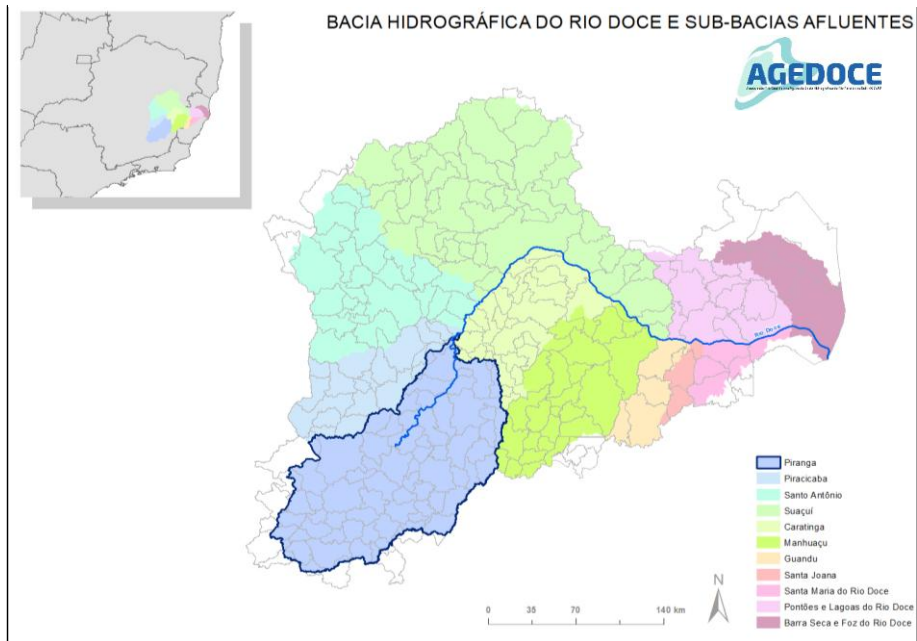 BACIA HIDROGRÁFICA DO RIO DOCE E SUB-BACIAS AFLUENTES
AGEDOCE
Rio Doce
Piranga
Piracicaba
Santo Antônio
Suaçuí
Caratinga
Manhuaçu
Guandu
Santa Joana
Santa Maria do Rio Doce
Pontões e Lagoas do Rio Doce
Barra Seca e Foz do Rio Doce
N
0 35 70 140 km